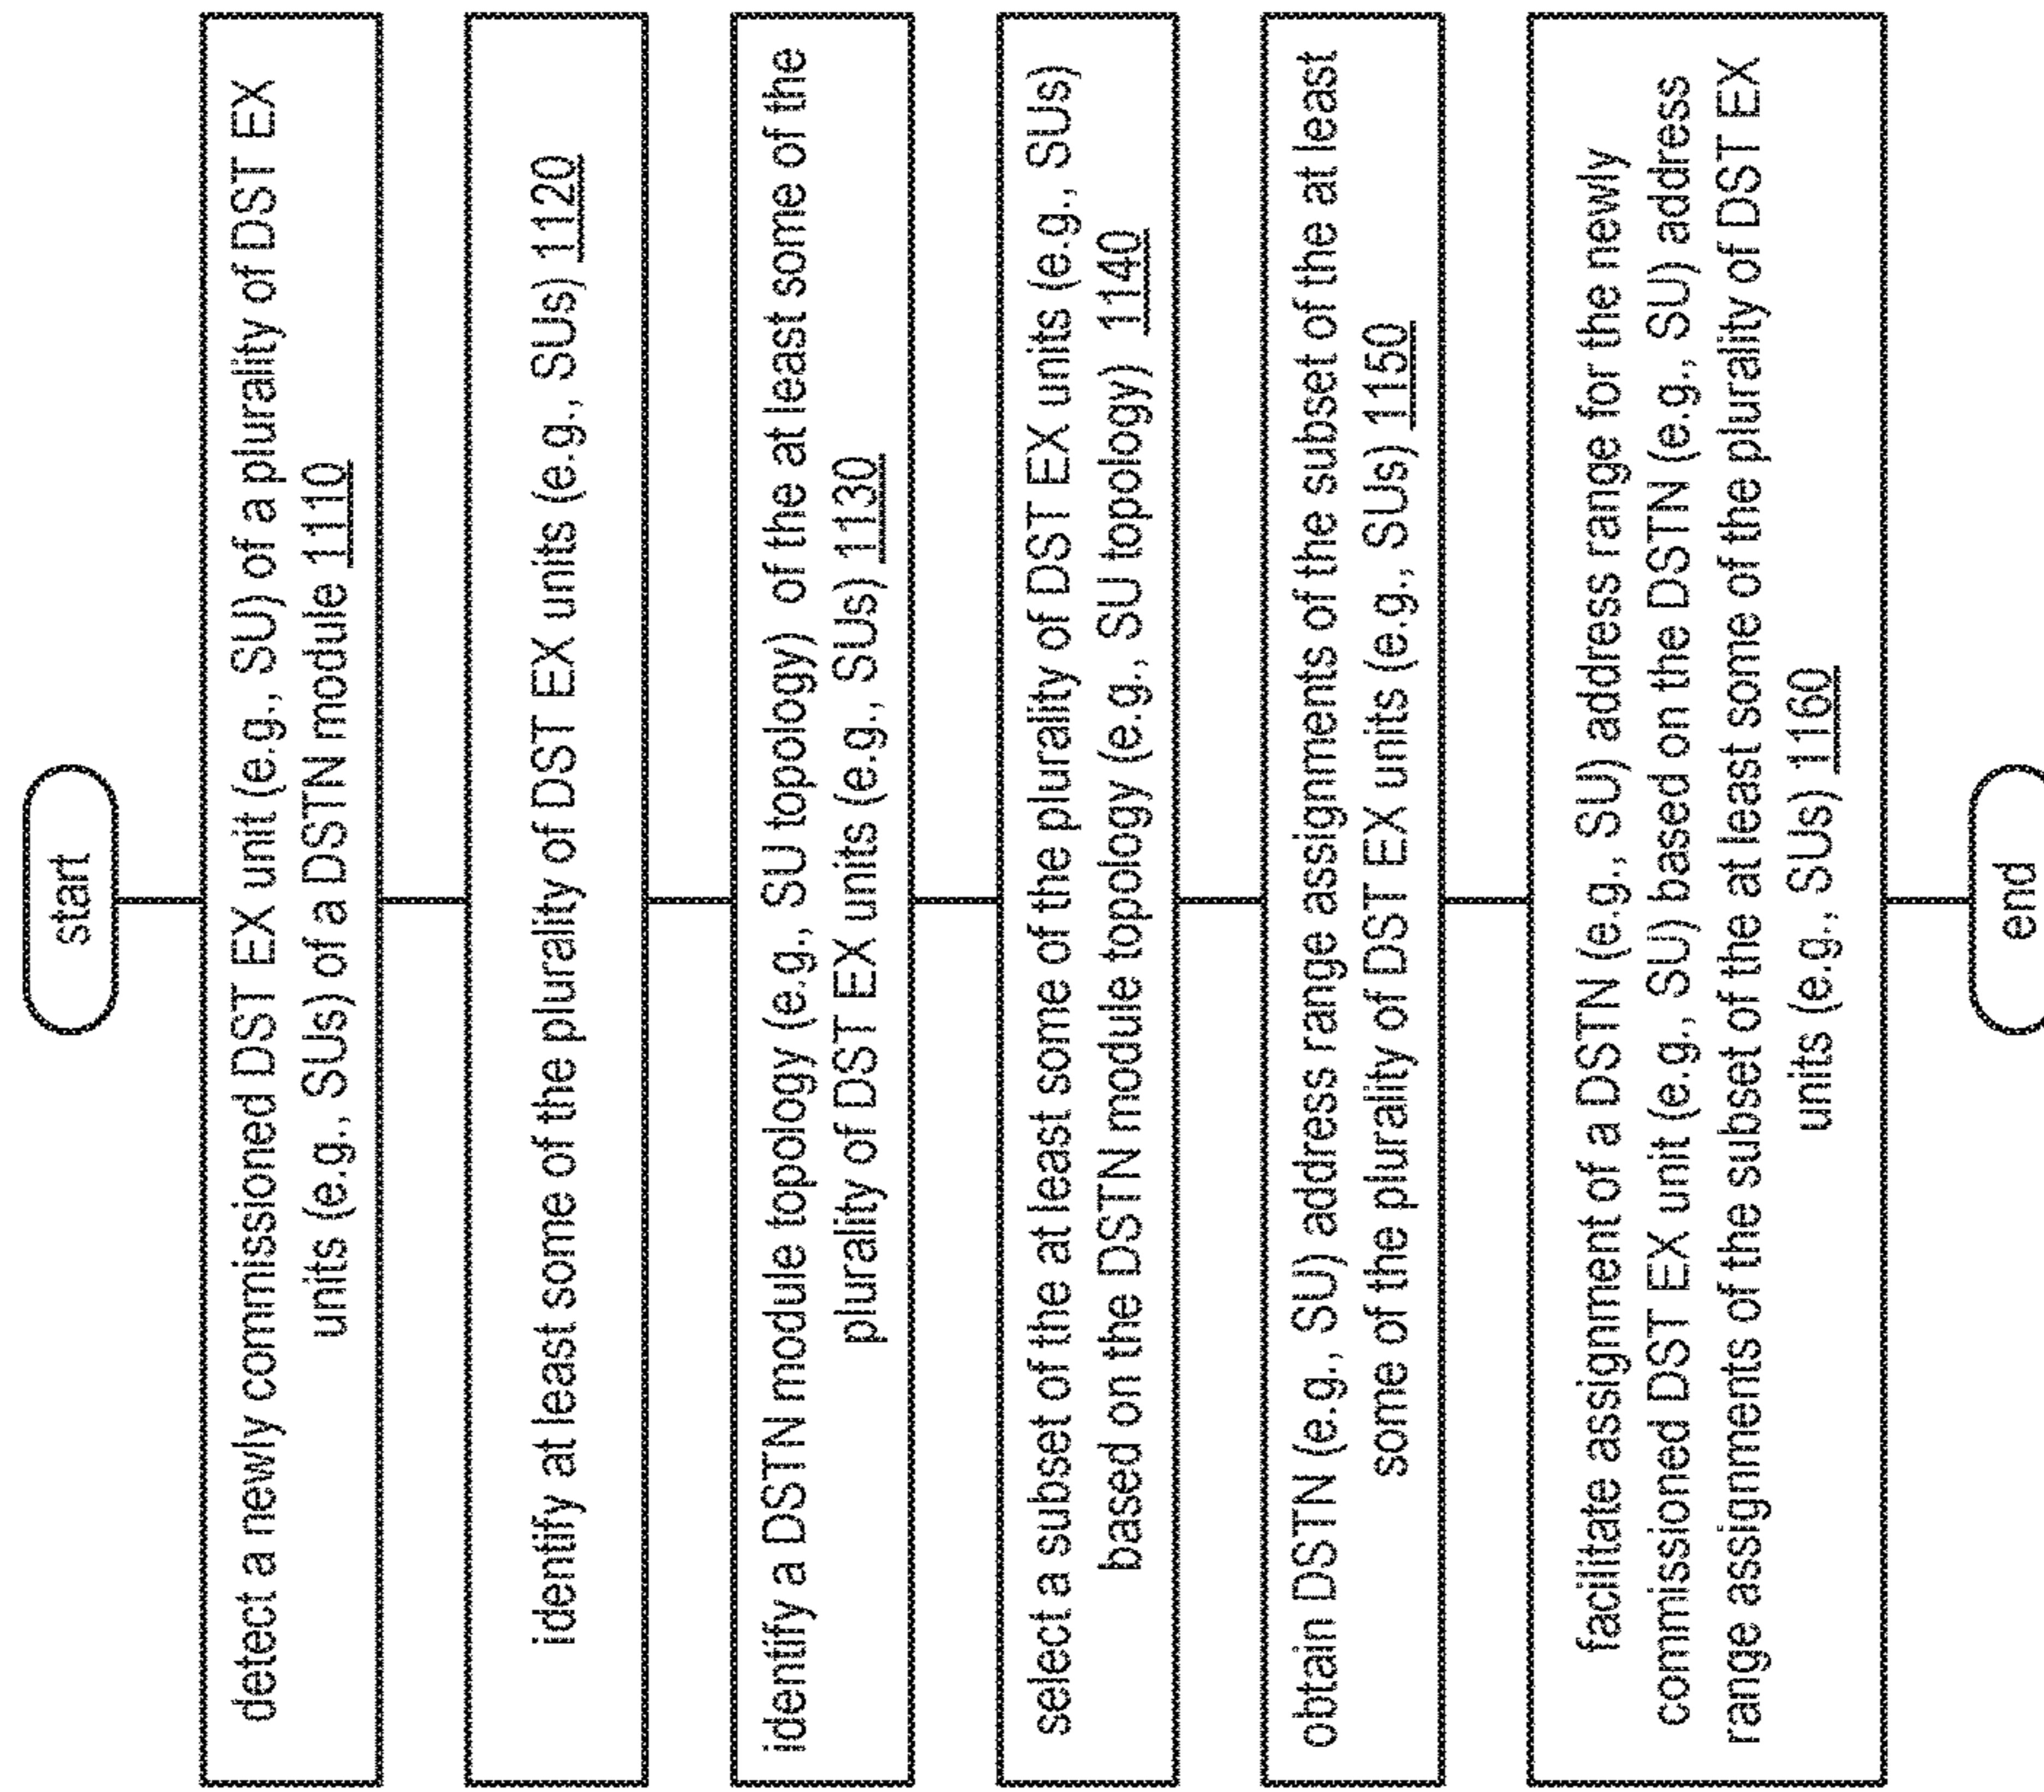 start
detect a newly commissioned DST EX unit (e.g., SU) of a plurality of DST EX
units (e.g., SUs) of a DSTN module 1110
identify at least some of the plurality of DST EX units (e.g., SUs) 1120
identify a DSTN module topology (e.g., SU topology) of the at least some of the
plurality of DST EX units (e.g., SUs) 1130
select a subset of the at least some of the plurality of DST EX units (e.g., SUs)
based on the DSTN module topology (e.g., SU topology) 1140
obtain DSTN (e.g., SU) address range assignments of the subset of the at least
some of the plurality of DST EX units (e.g., SUs) 1150
facilitate assignment of a DSTN (e.g., SU) address range for the newly
commissioned DST EX unit (e.g., SU) based on the DSTN (e.g., SU) address
range assignments of the subset of the at least some of the plurality of DST EX
units (e.g., SUs) 1160
end